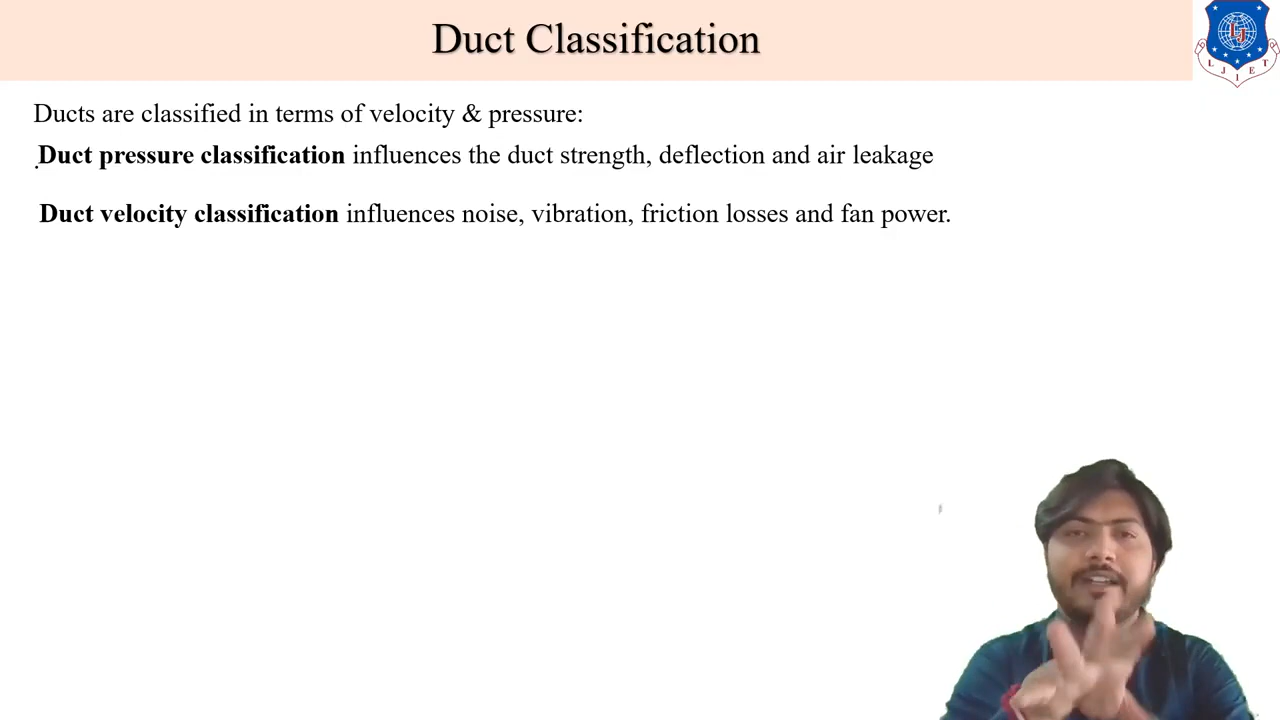 Duct Classification
LJ
L J I E T
Ducts are classified in terms of velocity & pressure:
.Duct pressure classification influences the duct strength, deflection and air leakage
Duct velocity classification influences noise, vibration, friction losses and fan power.